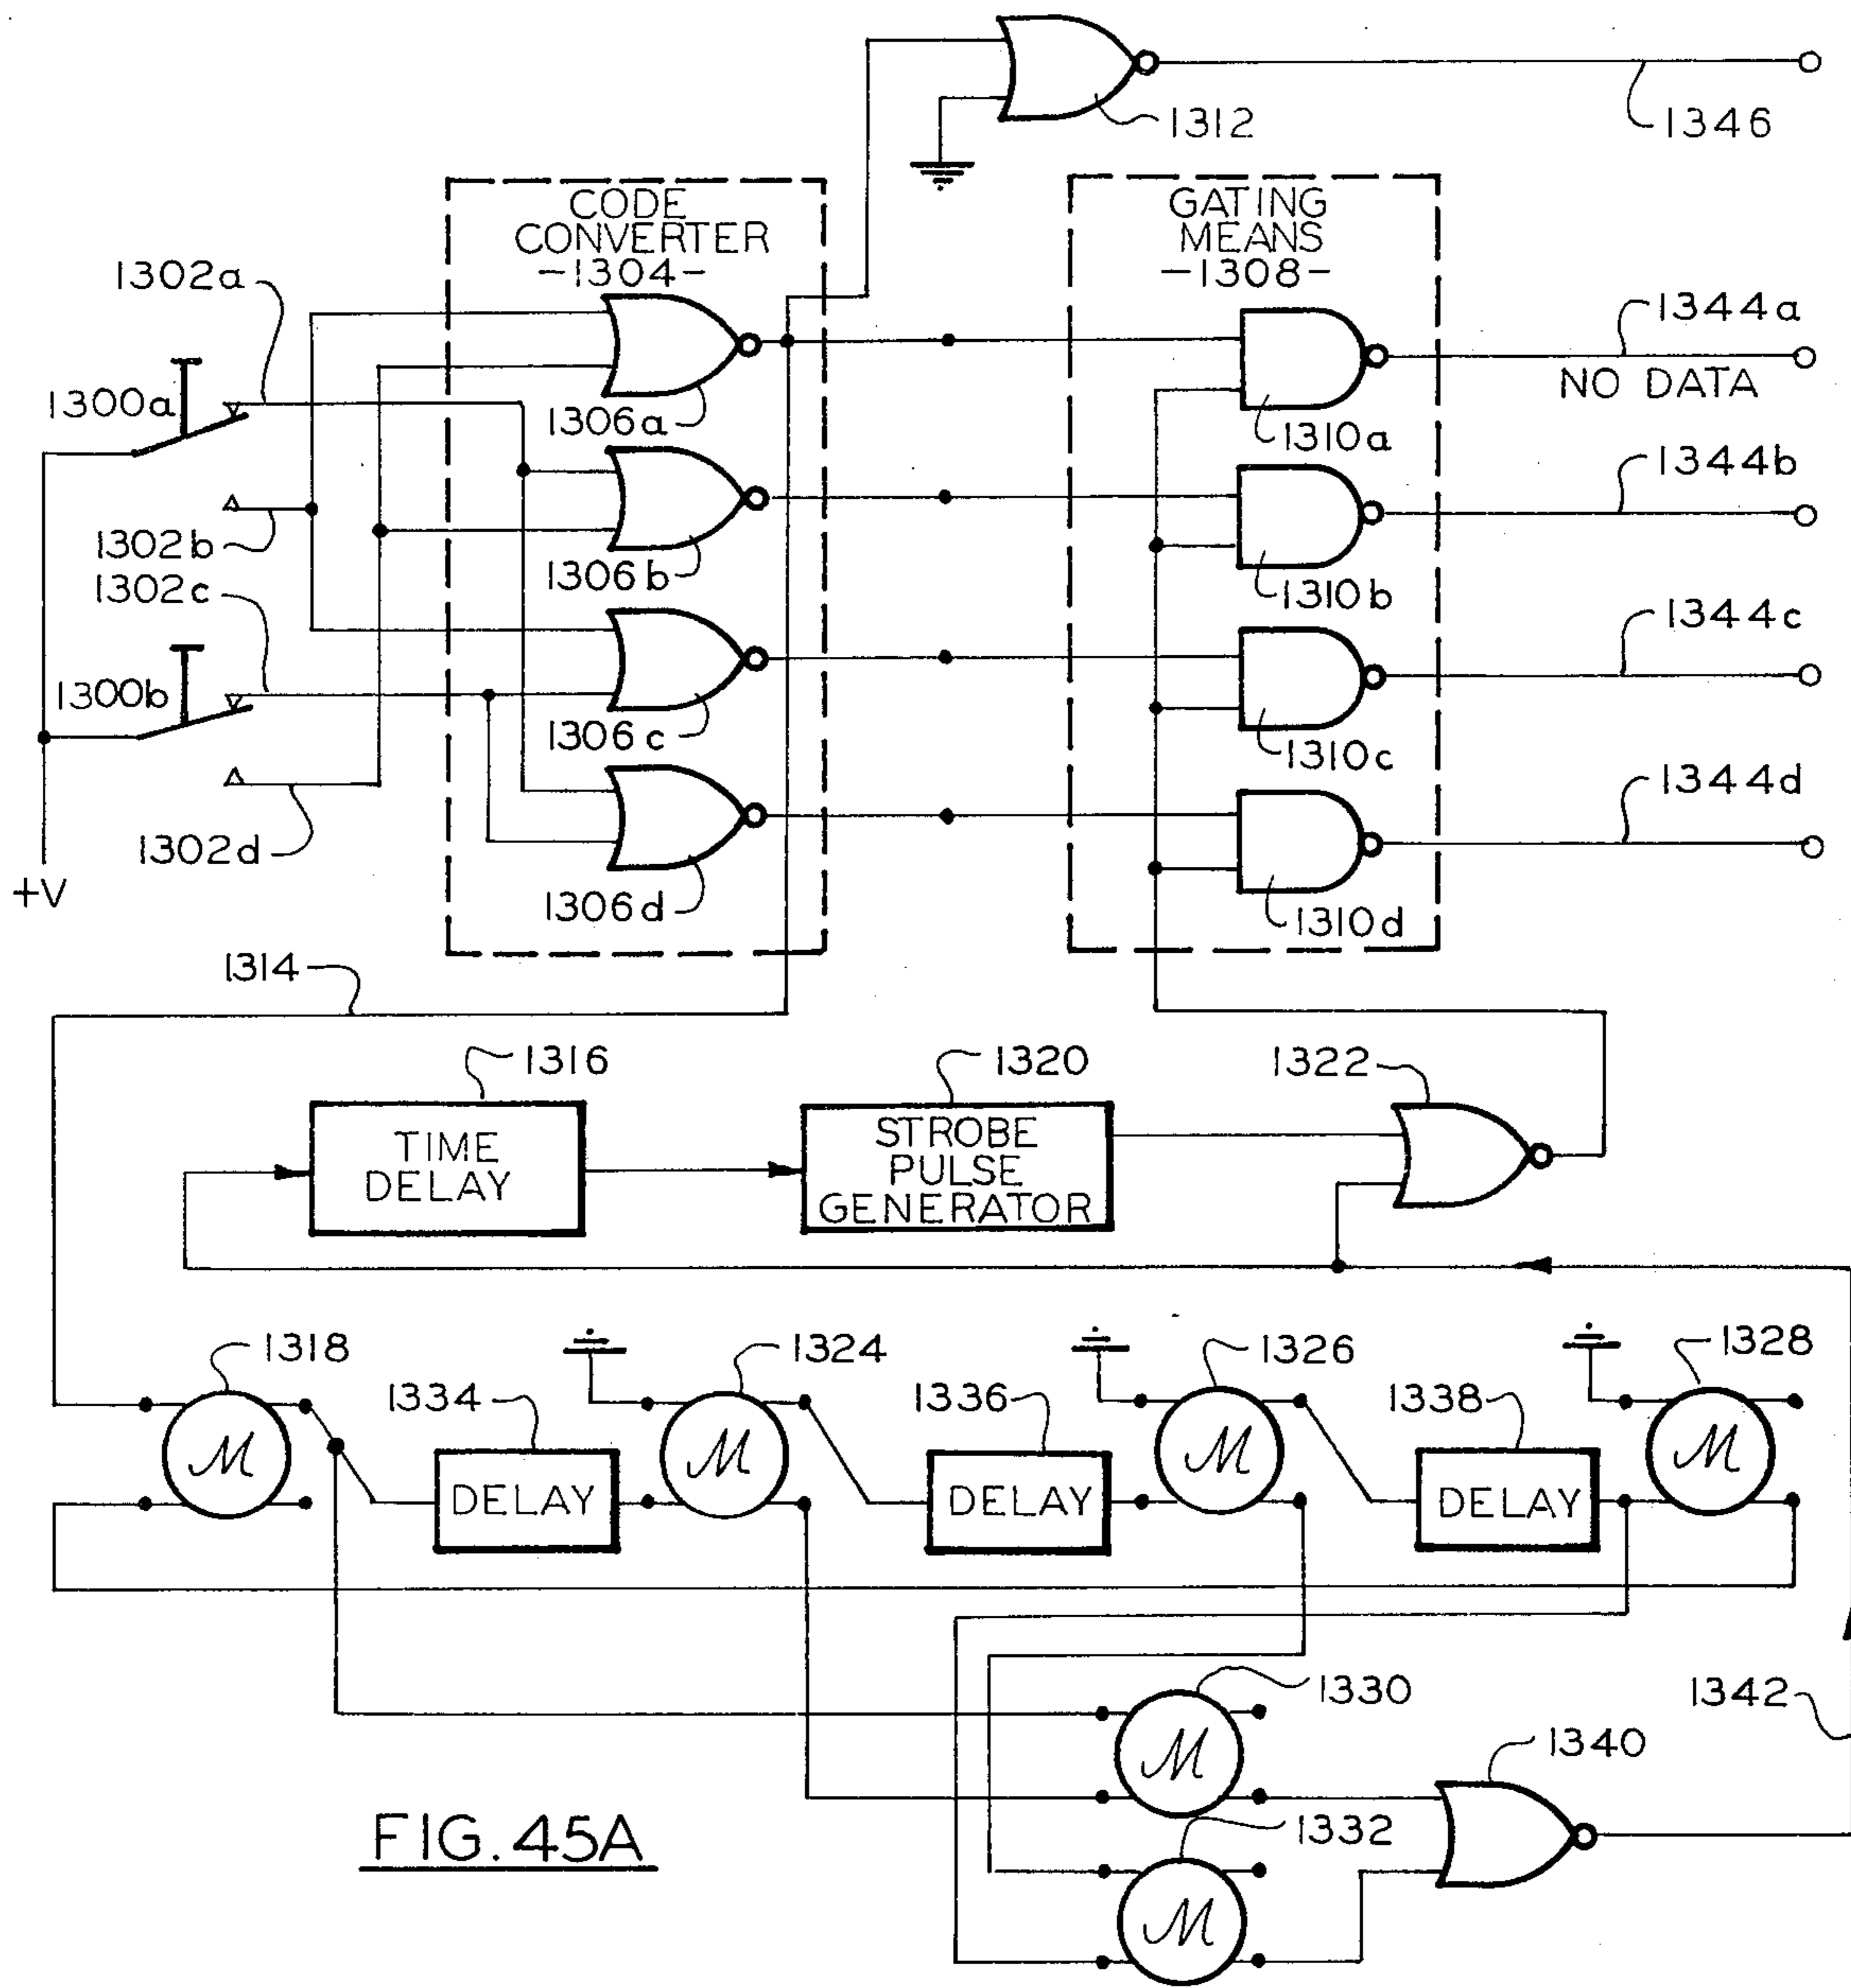 1312
1346
CODE
CONVERTER
-1304-
GATING
MEANS
-1308-
1302a
1344a
NO DATA
1300a
1306a
1310a
1344b
1302b
1306b
1310b
1302c
1344c
1300b
1306c
1310c
1344d
1302d
1306d
1310d
+V
1314
1316
1320
1322
TIME
DELAY
STROBE
PULSE
GENERATOR
1318
1334
1324
1336
1326
1338
1328
M
DELAY
M
DELAY
M
DELAY
M
1330
M
1342
1340
1332
M
FIG. 45A